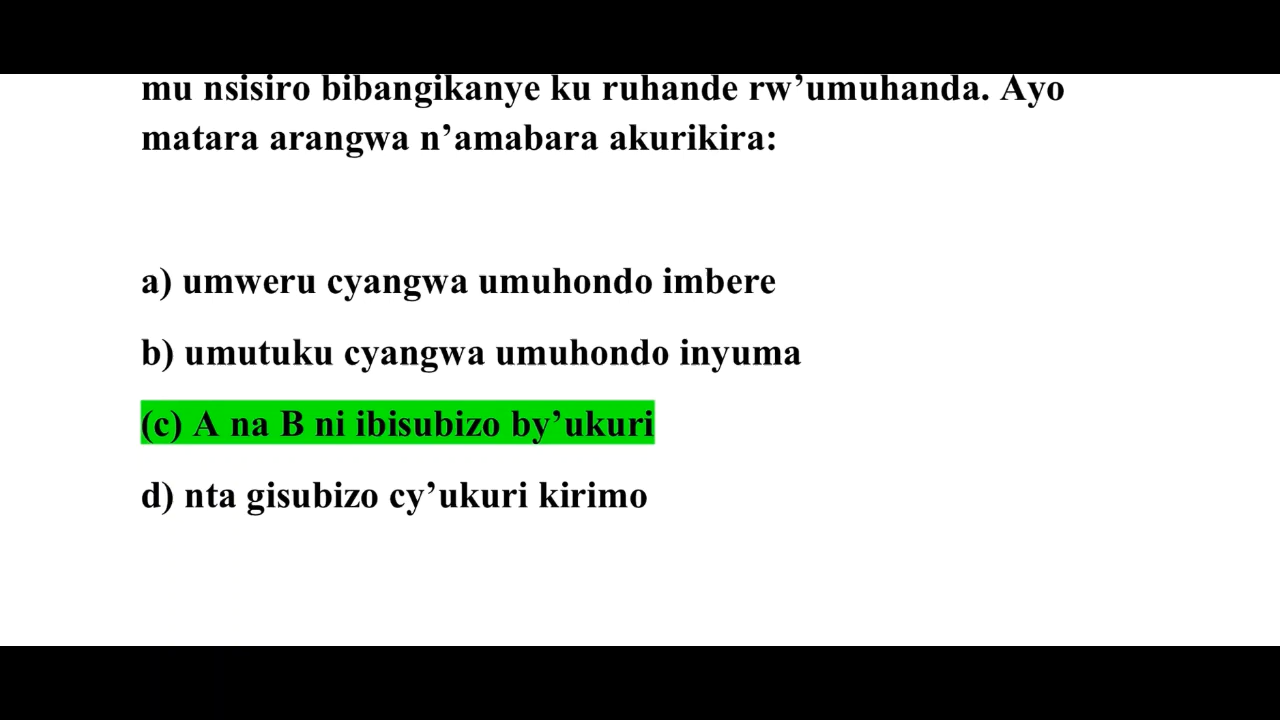 mu nsisiro bibangikanye ku ruhande rw’umuhanda. Ayo
matara arangwa n’amabara akurikira:
a) umweru cyangwa umuhondo imbere
b) umutuku cyangwa umuhondo inyuma
(c) A na B ni ibisubizo by’ukuri
d) nta gisubizo cy’ukuri kirimo